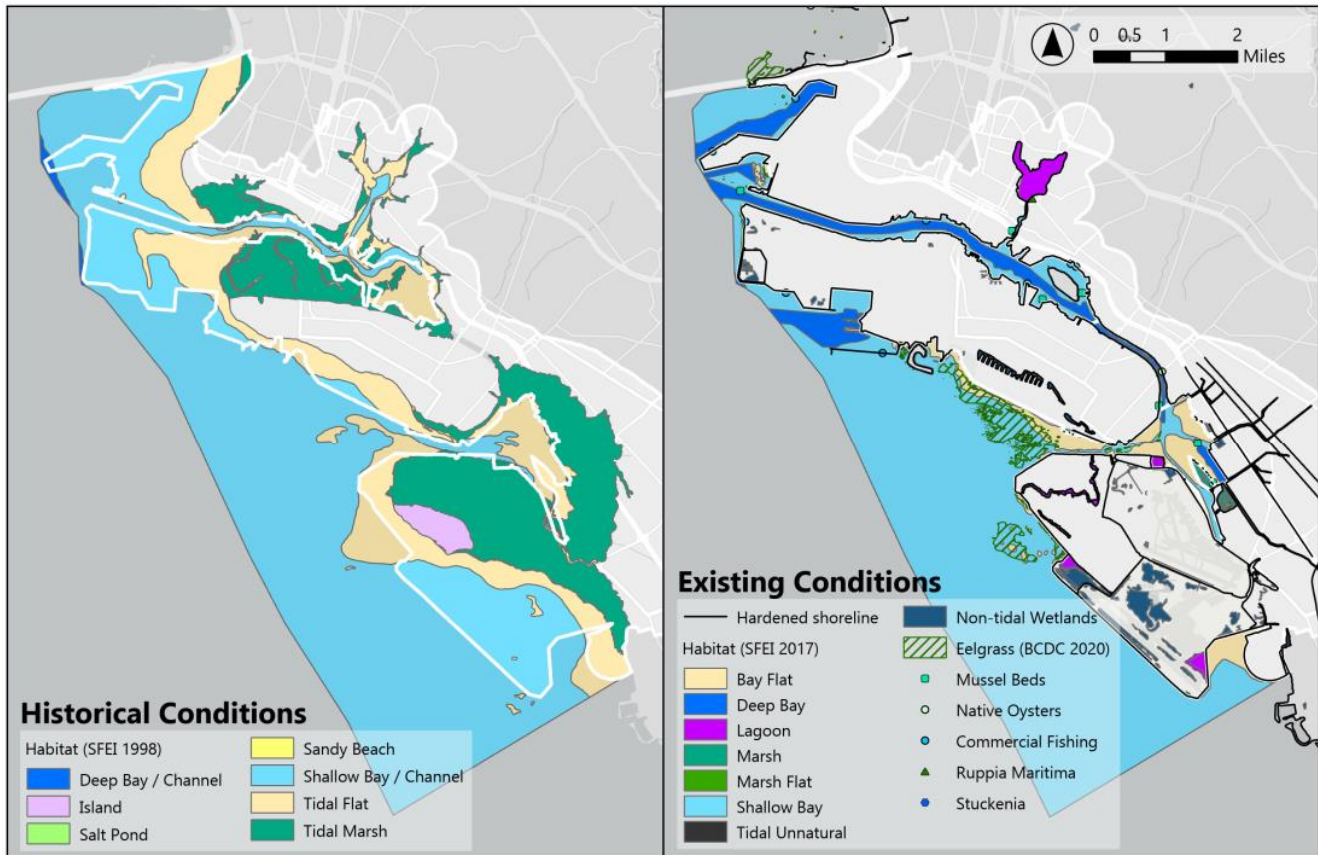 Historical Conditions
Habitat (SFEI 1998)
Deep Bay / Channel
Island
Salt Pond
Sandy Beach
Shallow Bay / Channel
Tidal Flat
Tidal Marsh
0 0.5 1 2
Miles
Existing Conditions
Hardened shoreline
Habitat (SFEI 2017)
Bay Flat
Deep Bay
Lagoon
Marsh
Marsh Flat
Shallow Bay
Tidal Unnatural
Non-tidal Wetlands
Eelgrass (BCDC 2020)
Mussel Beds
Native Oysters
Commercial Fishing
Ruppia Maritima
Stuckenia